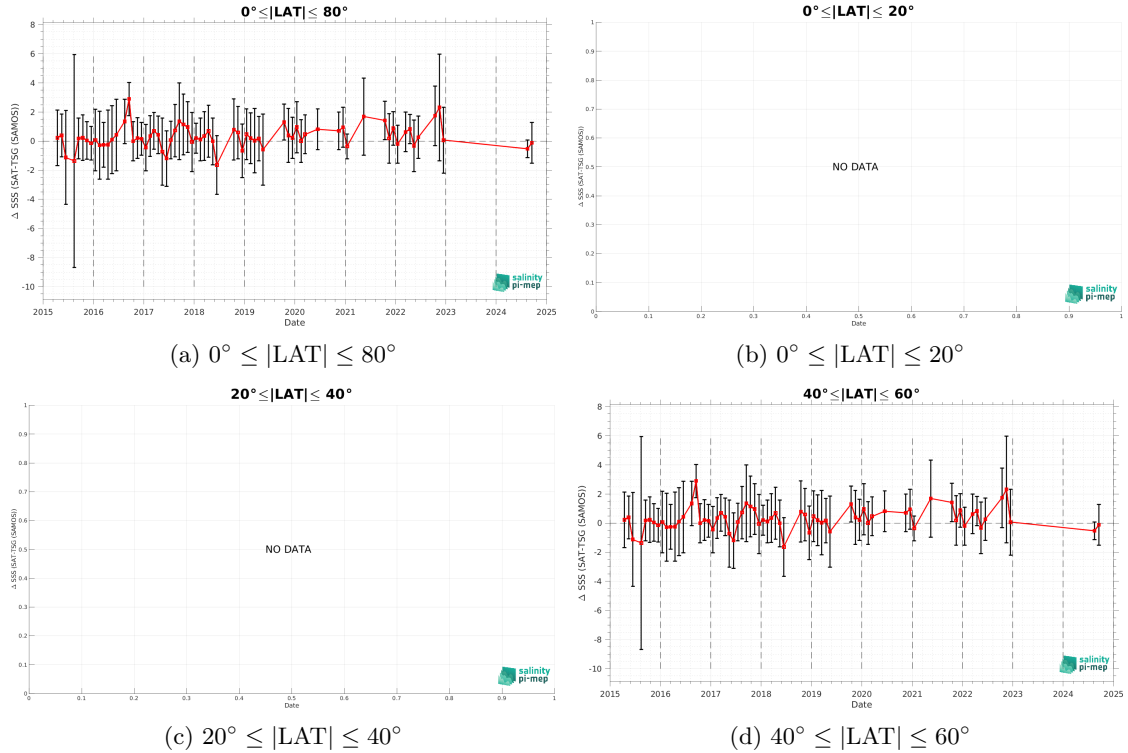 0°≤|LAT|≤ 80°
8
6
4
2
0
-2
-4
-6
-8
-10
Δ SSS (SAT-TSG (SAMOS))
2015 2016 2017 2018 2019 2020 2021 2022 2023 2024 2025
Date
salinity
pi-mep
(a) 0° ≤ |LAT| ≤ 80°
0°≤|LAT|≤ 20°
1
0.9
0.8
0.7
0.6
0.5
0.4
0.3
0.2
0.1
0
Δ SSS (SAT-TSG (SAMOS))
NO DATA
0 0.1 0.2 0.3 0.4 0.5 0.6 0.7 0.8 0.9 1
Date
salinity
pi-mep
(b) 0° ≤ |LAT| ≤ 20°
20°≤|LAT|≤ 40°
1
0.9
0.8
0.7
0.6
0.5
0.4
0.3
0.2
0.1
0
Δ SSS (SAT-TSG (SAMOS))
NO DATA
0 0.1 0.2 0.3 0.4 0.5 0.6 0.7 0.8 0.9 1
Date
salinity
pi-mep
(c) 20° ≤ |LAT| ≤ 40°
40°≤|LAT|≤ 60°
8
6
4
2
0
-2
-4
-6
-8
-10
Δ SSS (SAT-TSG (SAMOS))
2015 2016 2017 2018 2019 2020 2021 2022 2023 2024 2025
Date
salinity
pi-mep
(d) 40° ≤ |LAT| ≤ 60°